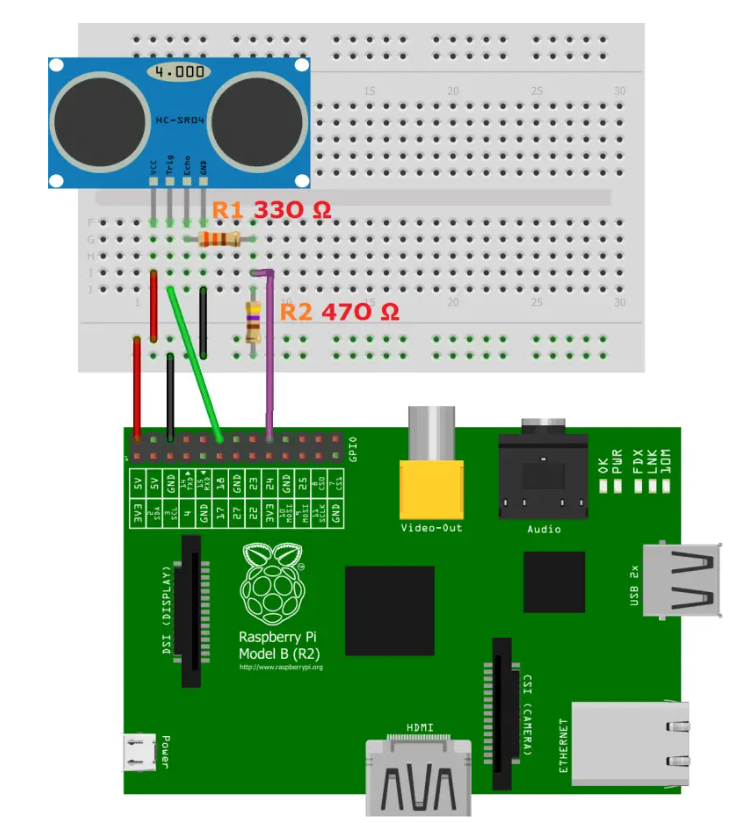 4.000
HC-SR04
VCC
Trig
Echo
GND
15
20
25
30
R1 330 Ω
F
G
H
I
J
1
10
15
20
25
30
R2 470 Ω
GPIO
5V
5V
GND
14 TXD
15 RXD
18
GND
23
24
GND
25
8 CS0
7 CS1
3V3
2 SDA
3 SCL
4
GND
17
27
22
3V3
10 MOSI
9 MOSI
11 SCLK
GND
Video-Out
Audio
OK
PWR
FDX
LNK
10M
USB 2x
DSI (DISPLAY)
Raspberry Pi
Model B (R2)
http://www.raspberrypi.org
CSI (CAMERA)
ETHERNET
HDMI
Power